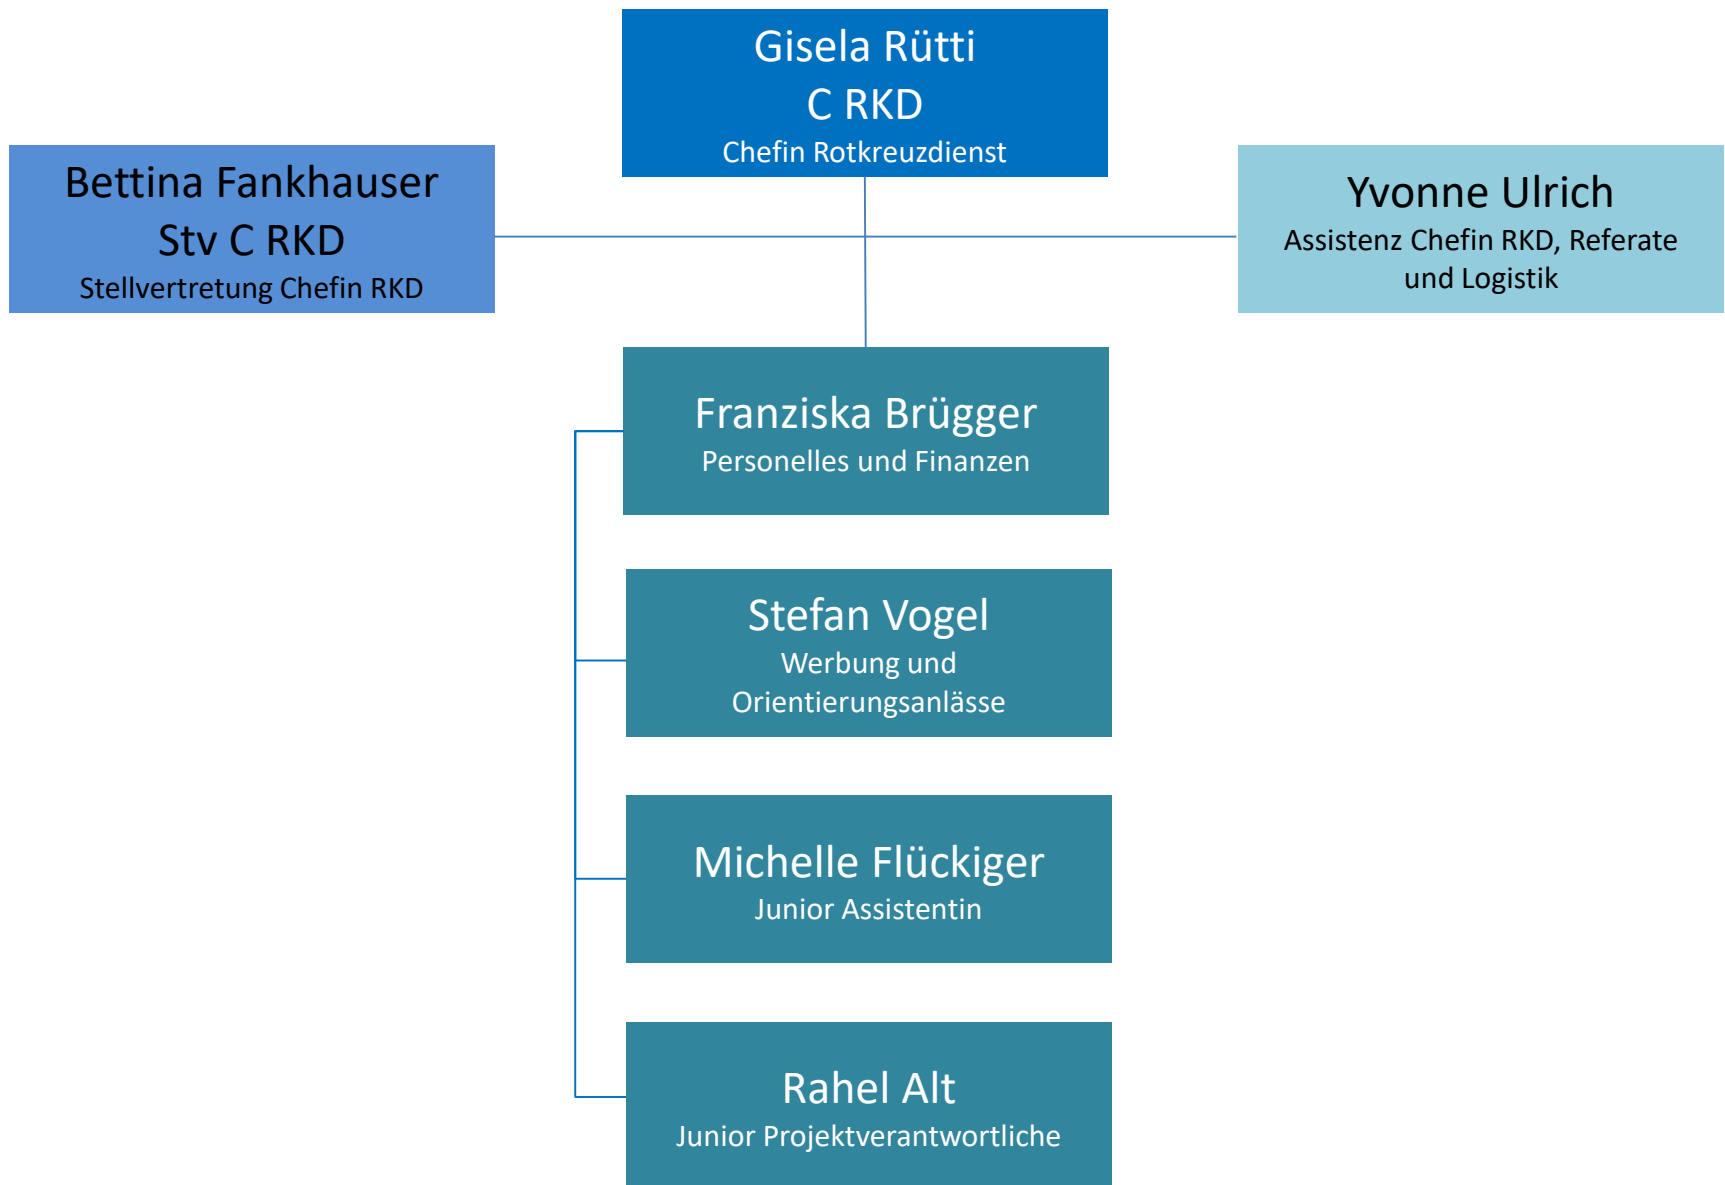 Gisela Rütti
C RKD
Chefin Rotkreuzdienst
Bettina Fankhauser
Stv C RKD
Stellvertretung Chefin RKD
Yvonne Ulrich
Assistenz Chefin RKD, Referate
und Logistik
Franziska Brügger
Personelles und Finanzen
Stefan Vogel
Werbung und
Orientierungsanlässe
Michelle Flückiger
Junior Assistentin
Rahel Alt
Junior Projektverantwortliche